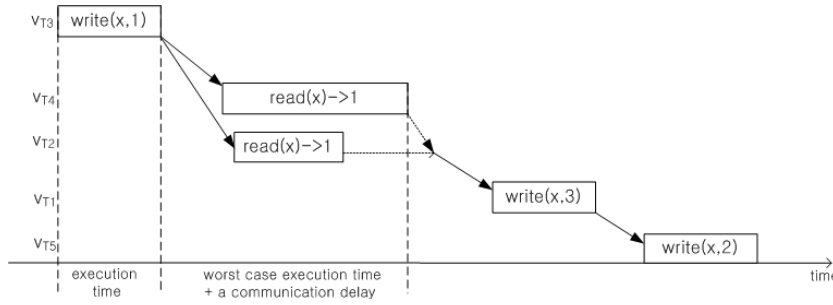 vT3 write(x,1)
vT4 read(x)->1
vT2 read(x)->1
vT1 write(x,3)
vT5 write(x,2)
time
execution
time
worst case execution time
+ a communication delay